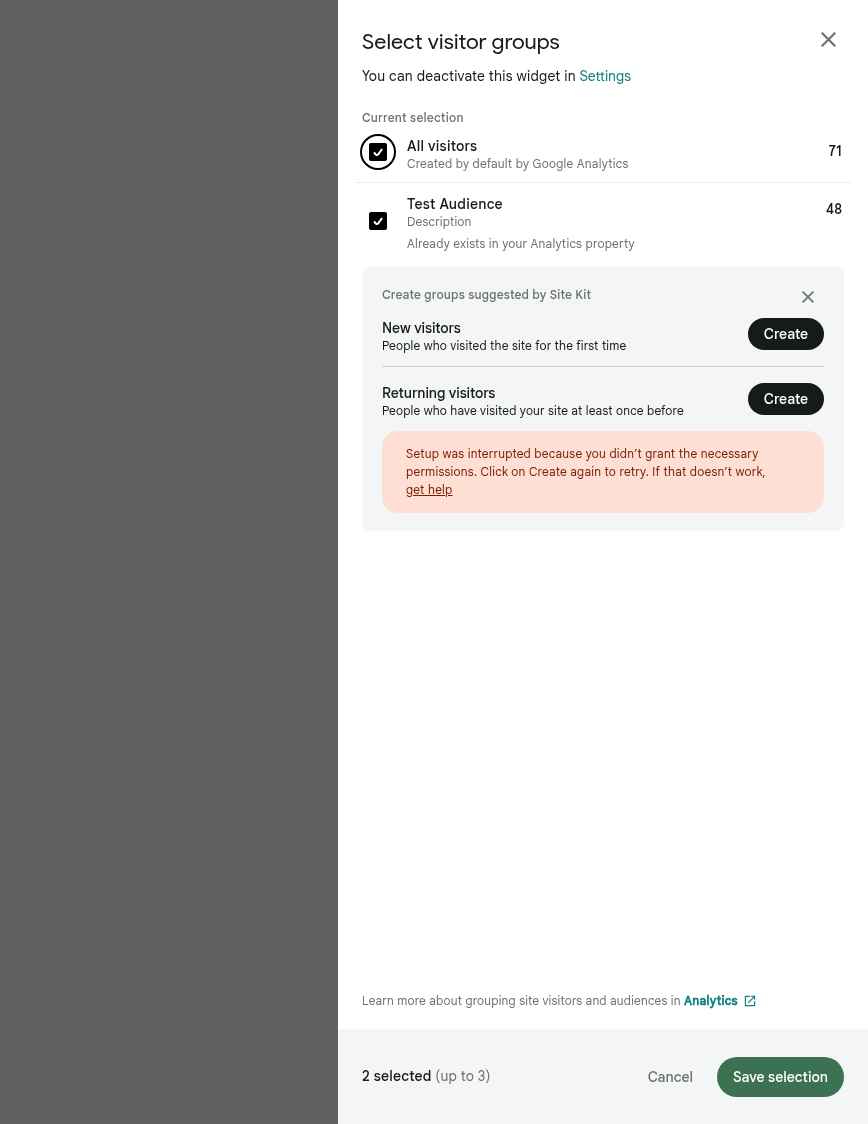 Select visitor groups
You can deactivate this widget in Settings
Current selection
All visitors
71
Created by default by Google Analytics
Test Audience
48
Description
Already exists in your Analytics property
Create groups suggested by Site Kit
New visitors
Create
People who visited the site for the first time
Returning visitors
Create
People who have visited your site at least once before
Setup was interrupted because you didn’t grant the necessary
permissions. Click on Create again to retry. If that doesn’t work,
get help
Learn more about grouping site visitors and audiences in Analytics
2 selected (up to 3)
Cancel
Save selection